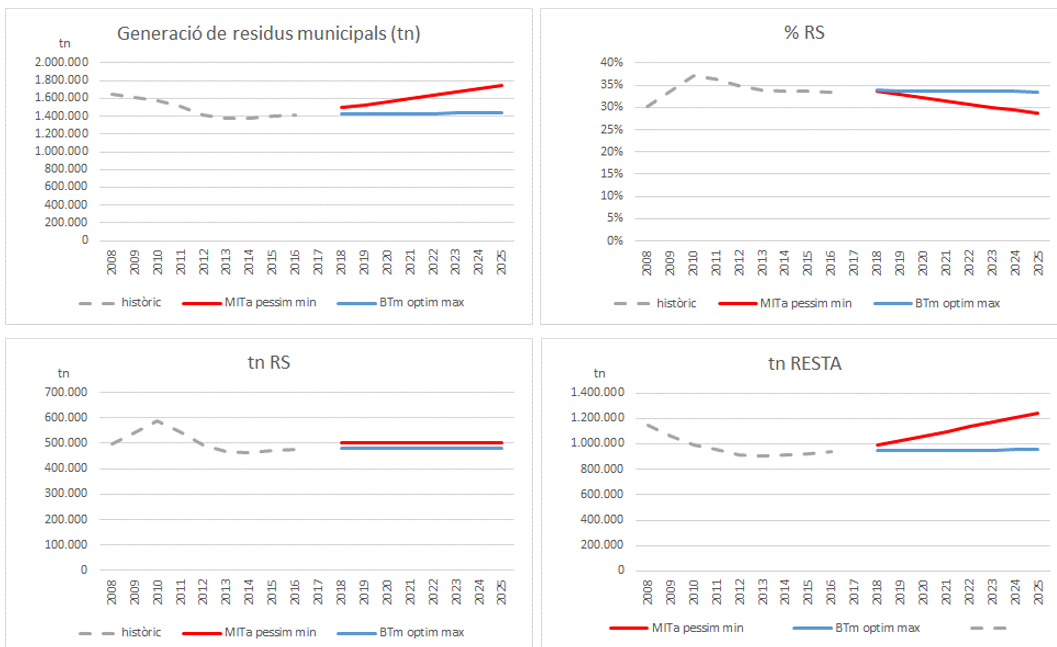 Generació de residus municipals (tn)
tn
2.000.000
1.800.000
1.600.000
1.400.000
1.200.000
1.000.000
800.000
600.000
400.000
200.000
0
2008 2009 2010 2011 2012 2013 2014 2015 2016 2017 2018 2019 2020 2021 2022 2023 2024 2025
històric MITa pessim min BTm optim max
% RS
40%
35%
30%
25%
20%
15%
10%
5%
0%
2008 2009 2010 2011 2012 2013 2014 2015 2016 2017 2018 2019 2020 2021 2022 2023 2024 2025
històric MITa pessim min BTm optim max
tn RS
tn
700.000
600.000
500.000
400.000
300.000
200.000
100.000
0
2008 2009 2010 2011 2012 2013 2014 2015 2016 2017 2018 2019 2020 2021 2022 2023 2024 2025
històric MITa pessim min BTm optim max
tn RESTA
tn
1.400.000
1.200.000
1.000.000
800.000
600.000
400.000
200.000
0
2008 2009 2010 2011 2012 2013 2014 2015 2016 2017 2018 2019 2020 2021 2022 2023 2024 2025
MITa pessim min BTm optim max